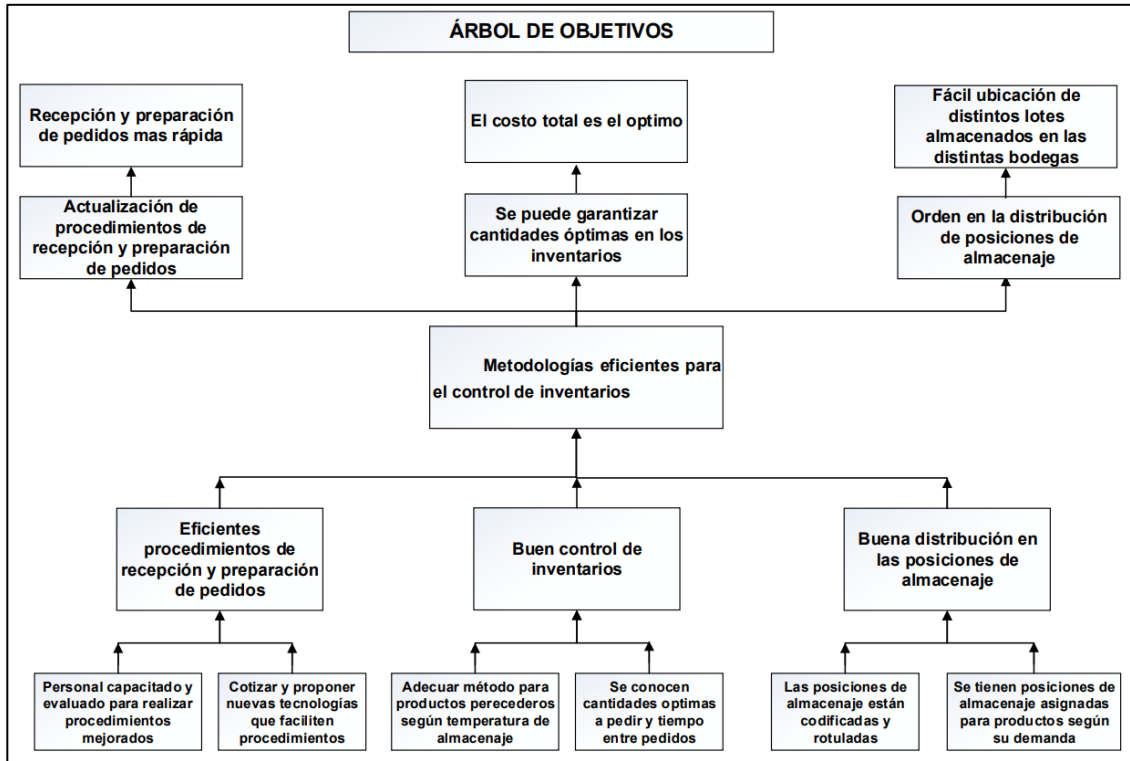 ÁRBOL DE OBJETIVOS
Recepción y preparación
de pedidos mas rápida
El costo total es el optimo
Fácil ubicación de
distintos lotes
almacenados en las
distintas bodegas
Actualización de
procedimientos de
recepción y preparación
de pedidos
Se puede garantizar
cantidades óptimas en los
inventarios
Orden en la distribución
de posiciones de
almacenaje
Metodologías eficientes para
el control de inventarios
Eficientes
procedimientos de
recepción y preparación
de pedidos
Buen control de
inventarios
Buena distribución en
las posiciones de
almacenaje
Personal capacitado y
evaluado para realizar
procedimientos
mejorados
Cotizar y proponer
nuevas tecnologías
que faciliten
procedimientos
Adecuar método para
productos perecederos
según temperatura de
almacenaje
Se conocen
cantidades optimas
a pedir y tiempo
entre pedidos
Las posiciones de
almacenaje están
codificadas y
rotuladas
Se tienen posiciones de
almacenaje asignadas
para productos según
su demanda